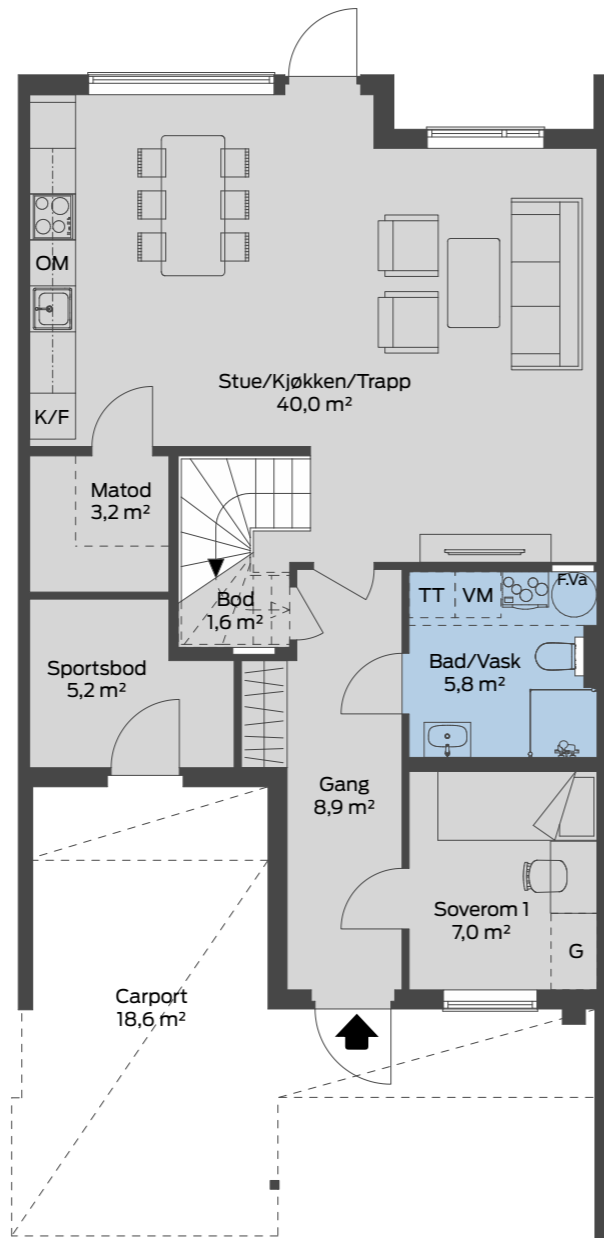 OM
Stue/Kjøkken/Trapp
40,0 m²
K/F
Matod
3,2 m²
Bod
1,6 m²
TT
VM
F.Va
Bad/Vask
5,8 m²
Sportsbod
5,2 m²
Gang
8,9 m²
Soverom 1
7,0 m²
G
Carport
18,6 m²